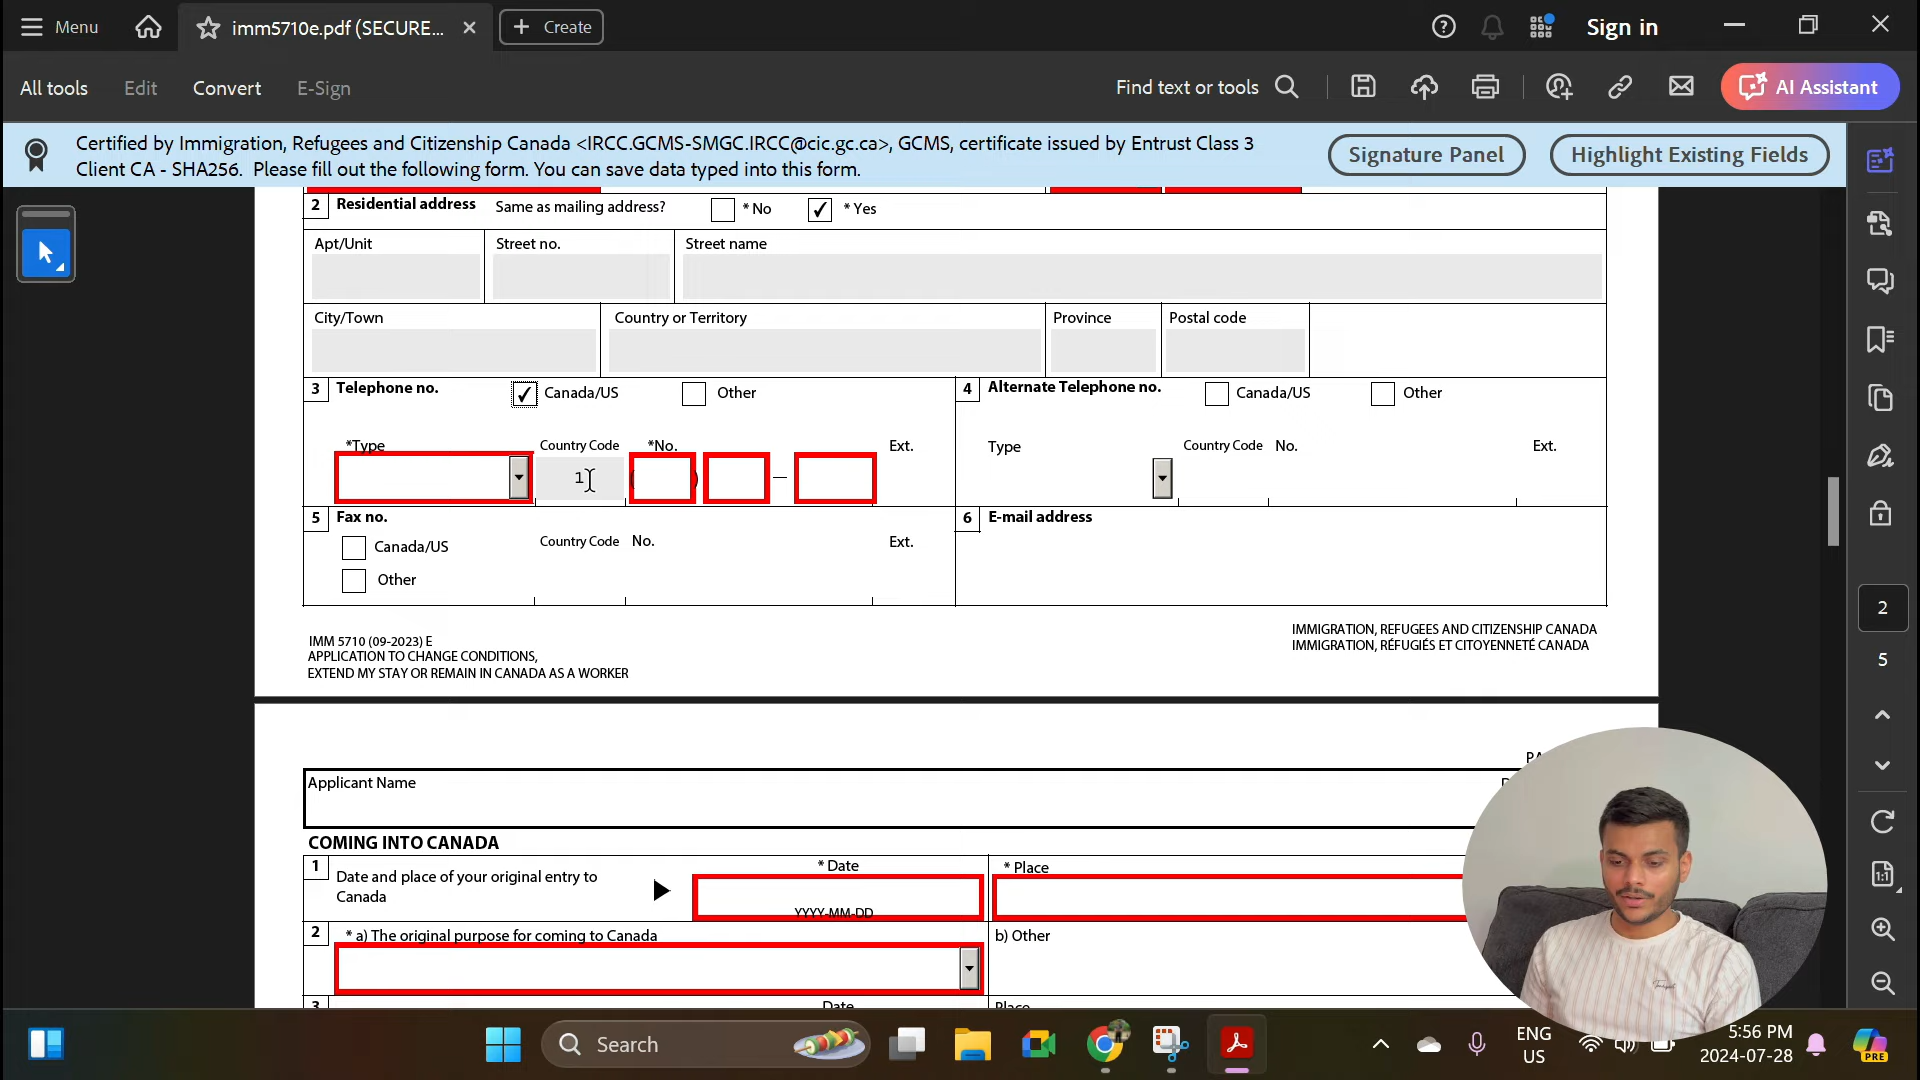 Menu
imm5710e.pdf (SECURE...
Create
Sign in
All tools
Edit
Convert
E-Sign
Find text or tools
AI Assistant
Certified by Immigration, Refugees and Citizenship Canada <IRCC.GCMS-SMGC.IRCC@cic.gc.ca>, GCMS, certificate issued by Entrust Class 3
Client CA - SHA256. Please fill out the following form. You can save data typed into this form.
Signature Panel
Highlight Existing Fields
2 Residential address Same as mailing address? * No * Yes
Apt/Unit Street no. Street name
City/Town Country or Territory Province Postal code
3 Telephone no. Canada/US Other
*Type Country Code *No. Ext.
1 ( ) —
4 Alternate Telephone no. Canada/US Other
Type Country Code No. Ext.
5 Fax no.
Canada/US Country Code No. Ext.
Other
6 E-mail address
IMM 5710 (09-2023) E
APPLICATION TO CHANGE CONDITIONS,
EXTEND MY STAY OR REMAIN IN CANADA AS A WORKER
IMMIGRATION, REFUGEES AND CITIZENSHIP CANADA
IMMIGRATION, RÉFUGIÉS ET CITOYENNETÉ CANADA
Applicant Name
COMING INTO CANADA
1 Date and place of your original entry to
Canada
* Date
YYYY-MM-DD
* Place
2 * a) The original purpose for coming to Canada
b) Other
3 Date Place
2
5
1:1
Search
ENG
US
5:56 PM
2024-07-28
PRE